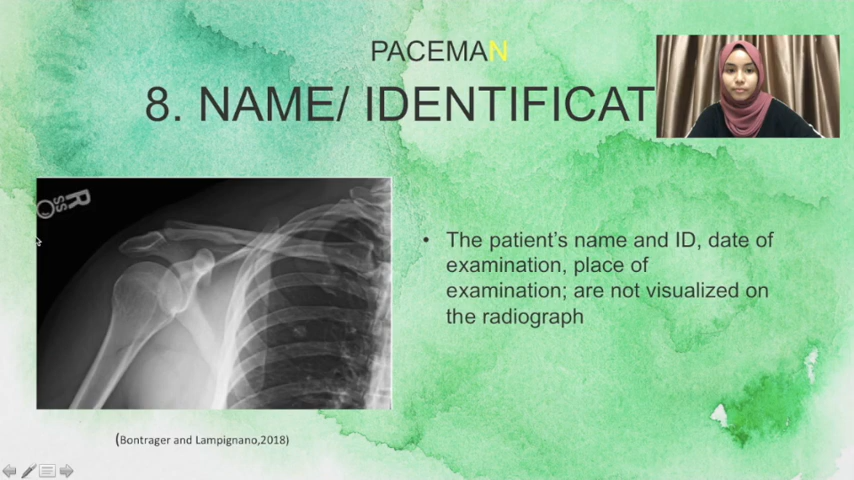 PACEMAN
8. NAME/ IDENTIFICAT
R
SS
• The patient's name and ID, date of
examination, place of
examination; are not visualized on
the radiograph
(Bontrager and Lampignano,2018)